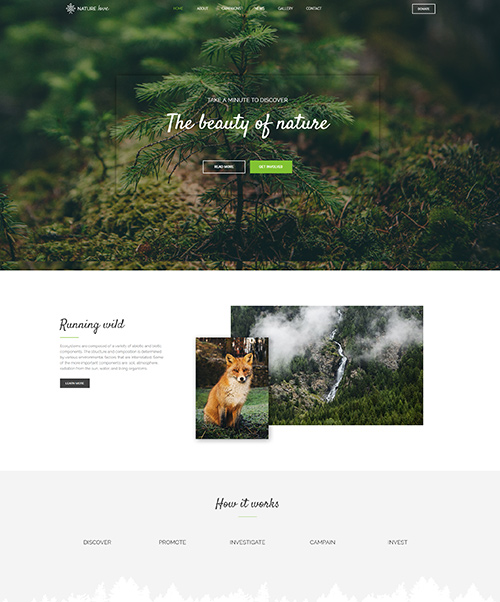 NATURE love
HOME ABOUT CAMPAIGNS NEWS GALLERY CONTACT
DONATE
TAKE A MINUTE TO DISCOVER
The beauty of nature
READ MORE GET INVOLVED
Running wild
Ecosystems are composed of a variety of abiotic and biotic
components. The structure and composition is determined
by various environmental factors that are interrelated. Some
of the more important components are: soil, atmosphere,
radiation from the sun, water, and living organisms.
LEARN MORE
How it works
DISCOVER PROMOTE INVESTIGATE CAMPAIN INVEST